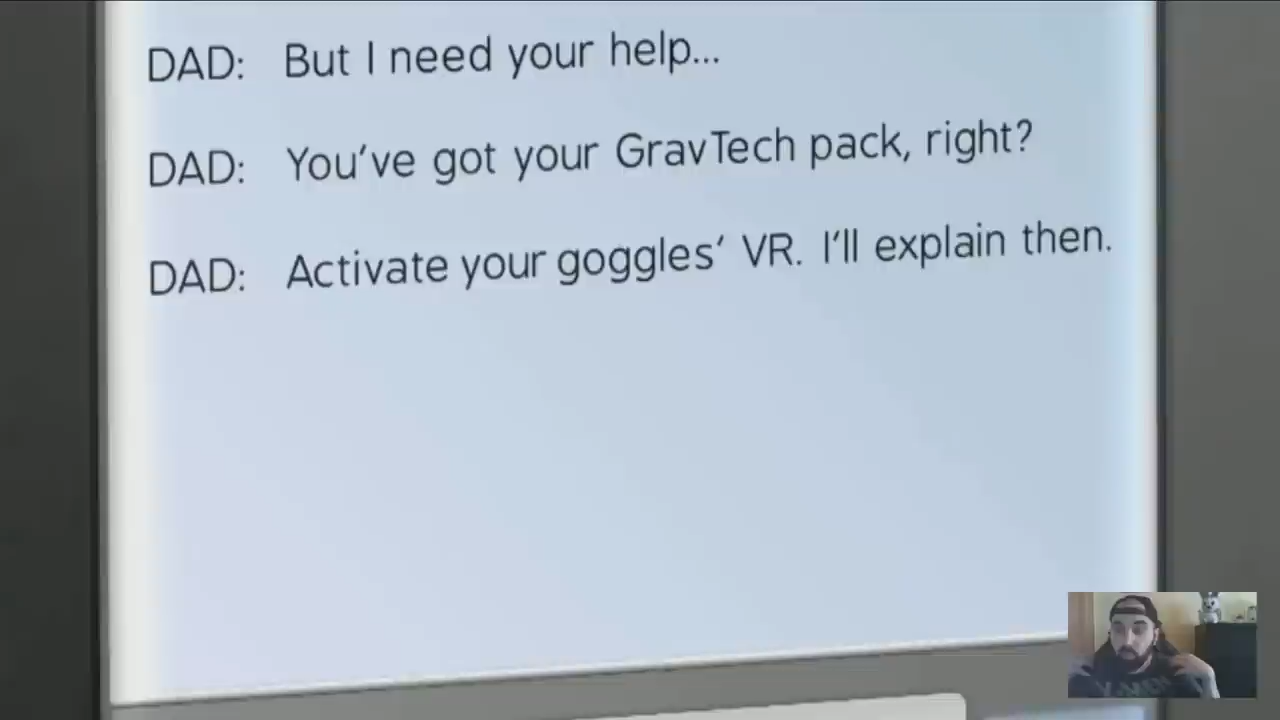 DAD: But I need your help...
DAD: You've got your GravTech pack, right?
DAD: Activate your goggles' VR. I'll explain then.